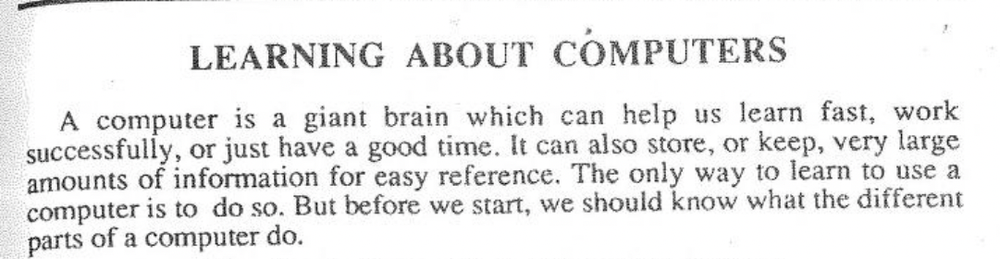 LEARNING ABOUT COMPUTERS
A computer is a giant brain which can help us learn fast, work
successfully, or just have a good time. It can also store, or keep, very large
amounts of information for easy reference. The only way to learn to use a
computer is to do so. But before we start, we should know what the different
parts of a computer do.